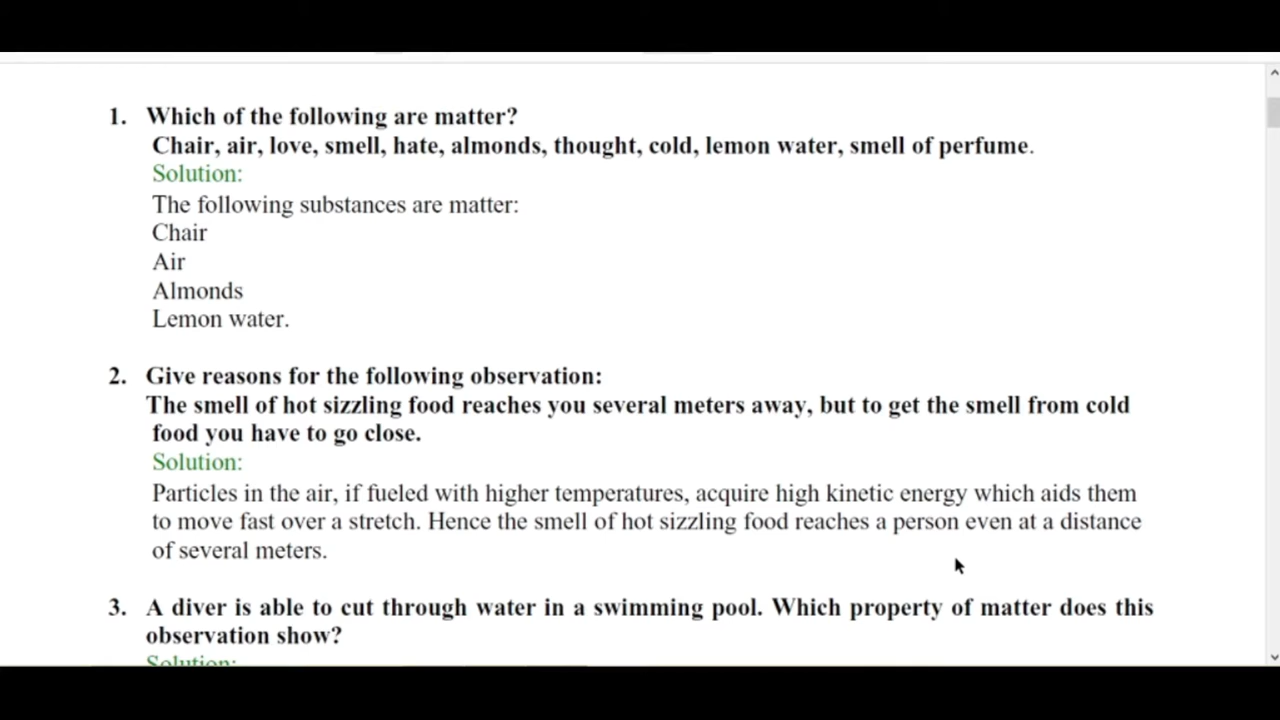 1. Which of the following are matter?
Chair, air, love, smell, hate, almonds, thought, cold, lemon water, smell of perfume.
Solution:
The following substances are matter:
Chair
Air
Almonds
Lemon water.
2. Give reasons for the following observation:
The smell of hot sizzling food reaches you several meters away, but to get the smell from cold
food you have to go close.
Solution:
Particles in the air, if fueled with higher temperatures, acquire high kinetic energy which aids them
to move fast over a stretch. Hence the smell of hot sizzling food reaches a person even at a distance
of several meters.
3. A diver is able to cut through water in a swimming pool. Which property of matter does this
observation show?
Solution: